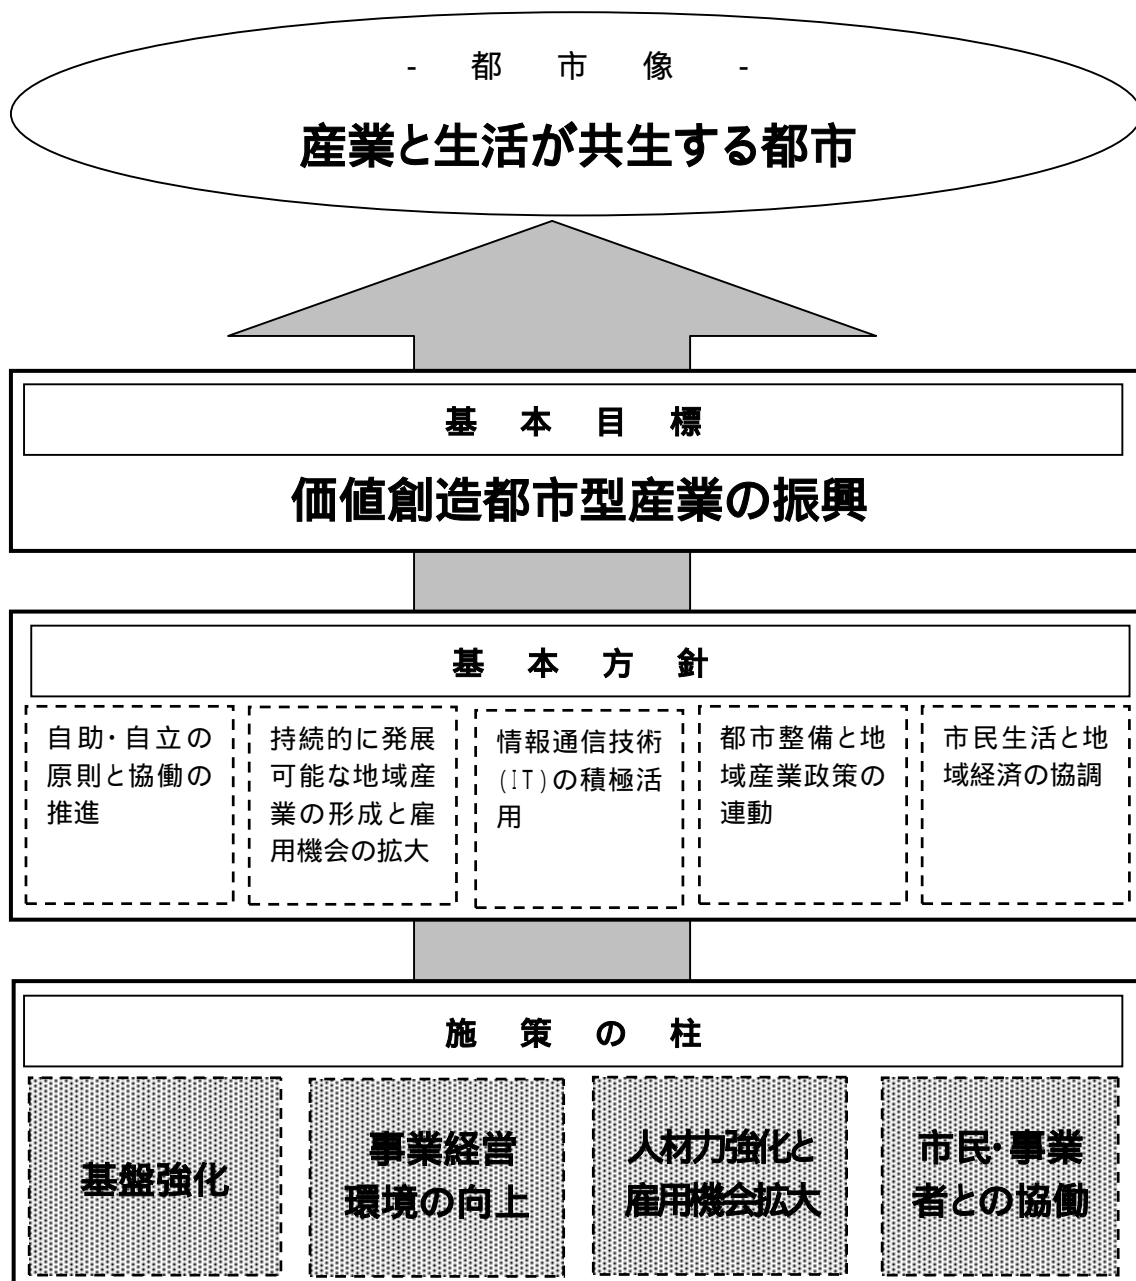 - 都 市 像 -
産業と生活が共生する都市
基 本 目 標
価値創造都市型産業の振興
基 本 方 針
自助・自立の
原則と協働の
推進
持続的に発展
可能な地域産
業の形成と雇
用機会の拡大
情報通信技術
(IT)の積極活
用
都市整備と地
域産業政策の
連動
市民生活と地
域経済の協調
施 策 の 柱
基盤強化
事業経営
環境の向上
人材力強化と
雇用機会拡大
市民・事業
者との協働